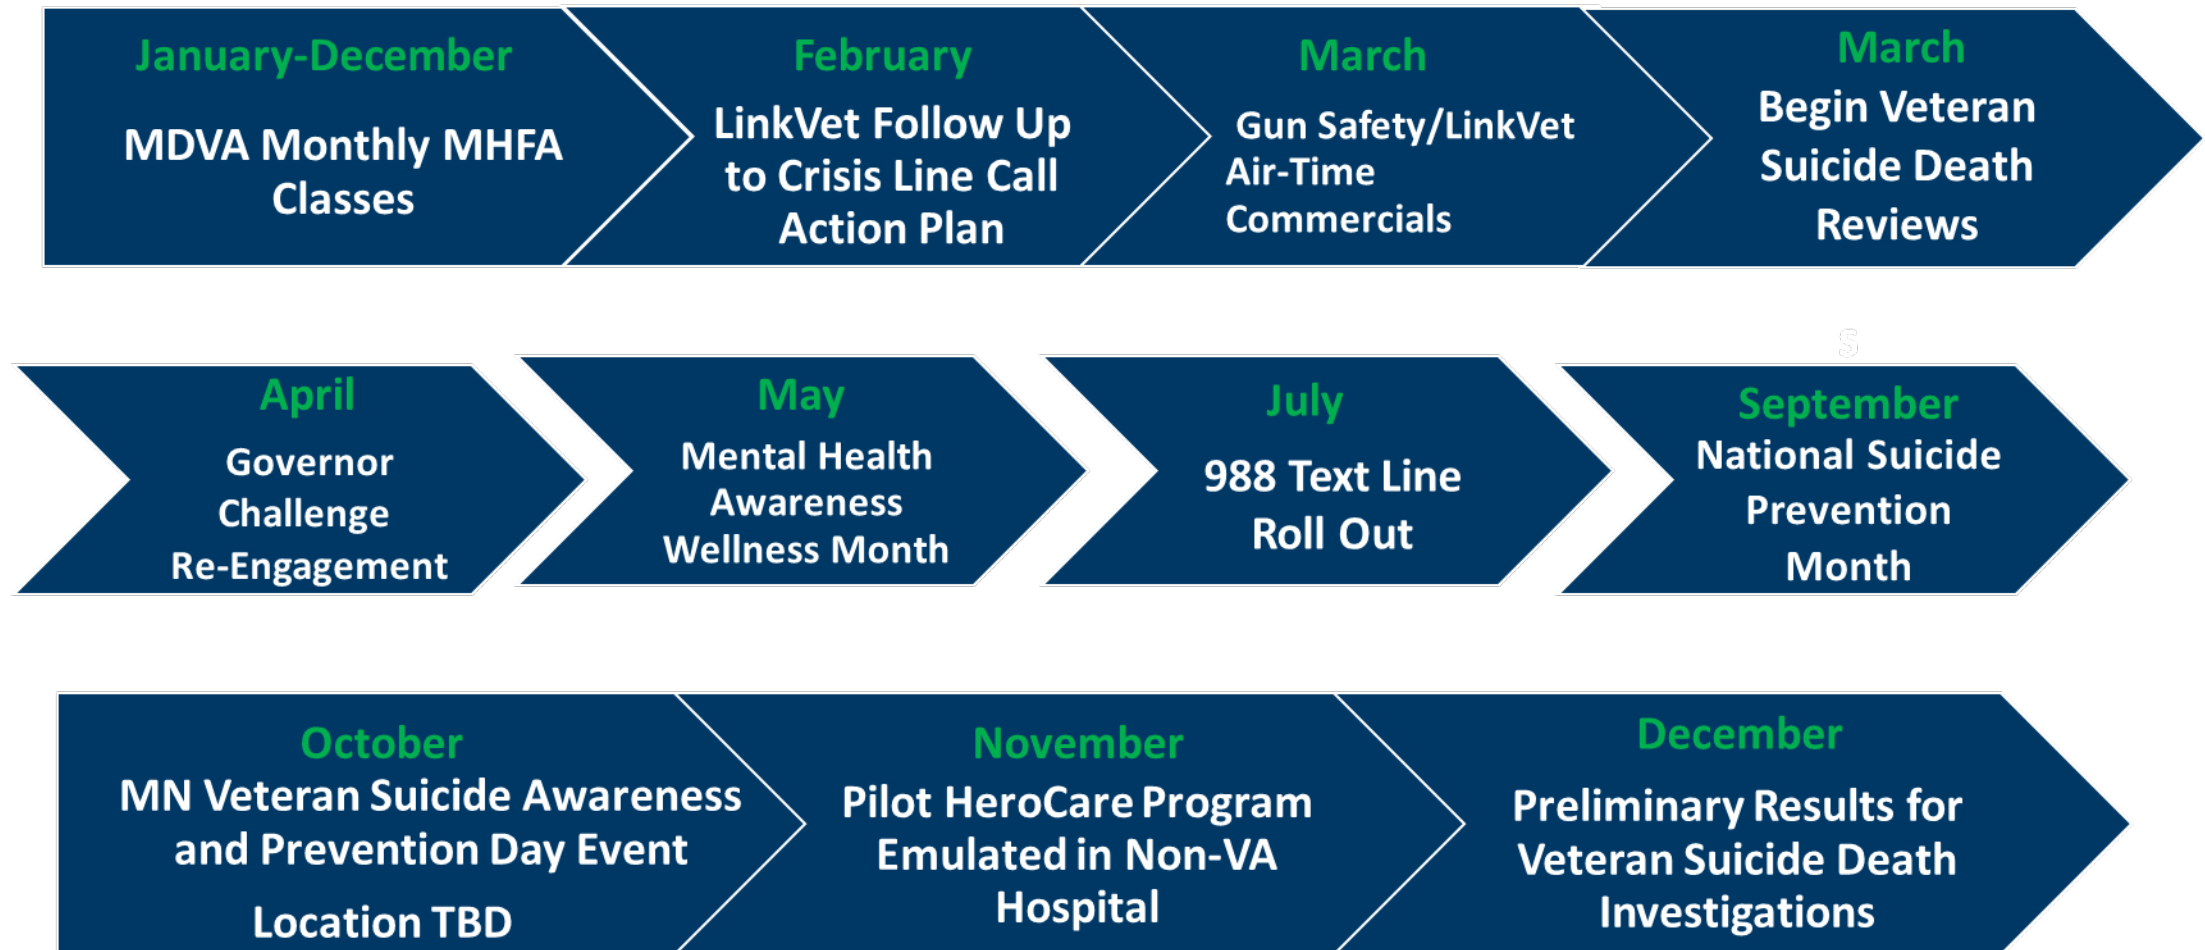 January-December
MDVA Monthly MHFA
Classes
February
LinkVet Follow Up
to Crisis Line Call
Action Plan
March
Gun Safety/LinkVet
Air-Time
Commercials
March
Begin Veteran
Suicide Death
Reviews
s
April
Governor
Challenge
Re-Engagement
May
Mental Health
Awareness
Wellness Month
July
988 Text Line
Roll Out
September
National Suicide
Prevention
Month
October
MN Veteran Suicide Awareness
and Prevention Day Event
Location TBD
November
Pilot HeroCare Program
Emulated in Non-VA
Hospital
December
Preliminary Results for
Veteran Suicide Death
Investigations